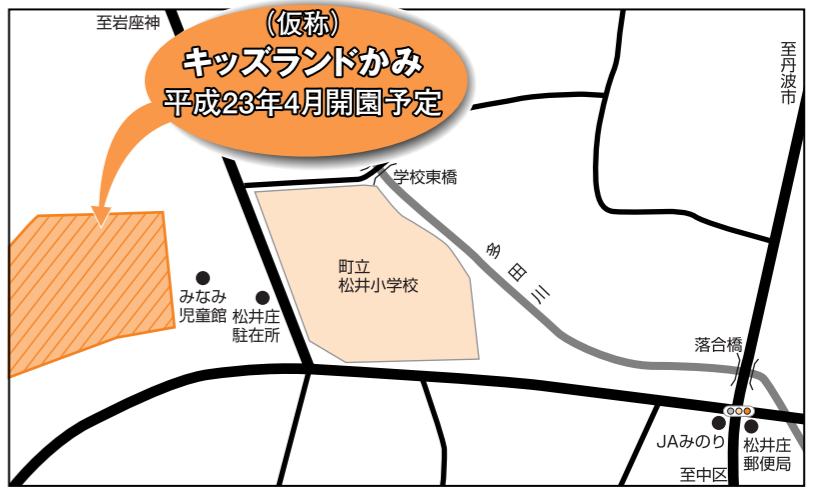 至岩座神
（仮称）
キッズランドかみ
平成23年4月開園予定
至丹波市
学校東橋
多田川
町立
松井小学校
みなみ
児童館
松井庄
駐在所
落合橋
JAみのり
松井庄
郵便局
至中区